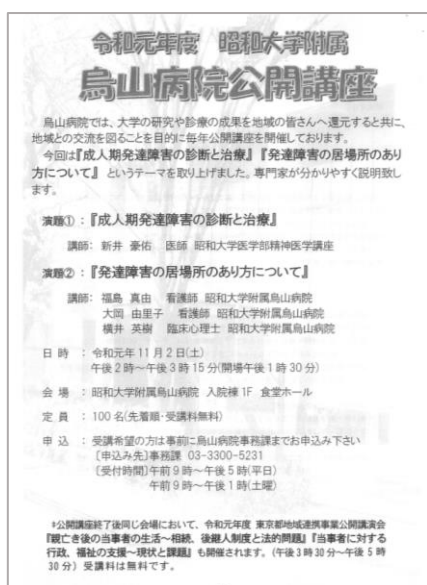 令和元年度 昭和大学附属
烏山病院公開講座
烏山病院では、大学の研究や診療の成果を地域の皆さんへ還元すると共に、
地域との交流を図ることを目的に毎年公開講座を開催しております。
今回は『成人期発達障害の診断と治療』『発達障害の居場所のあり
方について』 というテーマを取り上げました。専門家が分かりやすく説明致し
ます。
演題①：『成人期発達障害の診断と治療』
講師： 新井 豪佑 医師 昭和大学医学部精神医学講座
演題②：『発達障害の居場所のあり方について』
講師： 福島 真由 看護師 昭和大学附属烏山病院
大岡 由里子 看護師 昭和大学附属烏山病院
横井 英樹 臨床心理士 昭和大学附属烏山病院
日 時 ： 令和元年 11 月 2 日(土)
午後 2 時～午後 3 時 15 分(開場午後 1 時 30 分)
会 場 ： 昭和大学附属烏山病院 入院棟 1F 食堂ホール
定 員 ： 100 名(先着順・受講料無料)
申 込 ： 受講希望の方は事前に烏山病院事務課までお申込み下さい
〔申込み先〕事務課 03-3300-5231
〔受付時間〕午前 9 時～午後 5 時(平日)
午前 9 時～午後 1 時(土曜)
*公開講座終了後同じ会場において、令和元年度 東京都地域連携事業公開講演会
『親亡き後の当事者の生活～相続、後継人制度と法的問題』『当事者に対する
行政、福祉の支援～現状と課題』も開催されます。(午後 3 時 30 分～午後 5 時
30 分) 受講料は無料です。